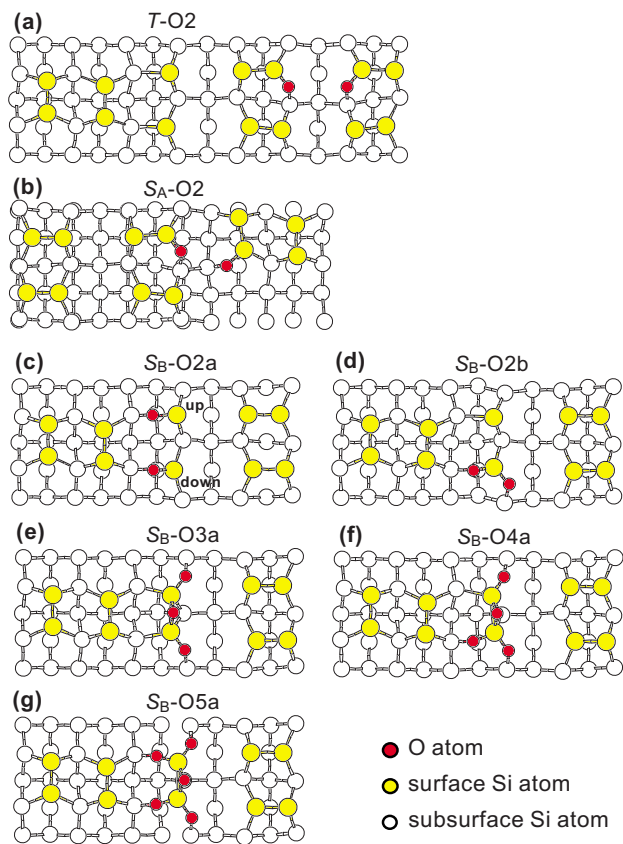 (a) T-O2
(b) SA-O2
(c) SB-O2a (d) SB-O2b
up
down
(e) SB-O3a (f) SB-O4a
(g) SB-O5a
O atom
surface Si atom
subsurface Si atom